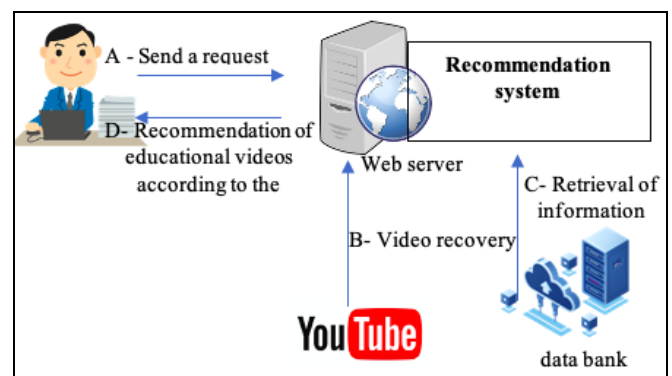 A - Send a request
Recommendation
system
D- Recommendation of
educational videos
according to the
Web server
C- Retrieval of
information
B- Video recovery
YouTube
data bank